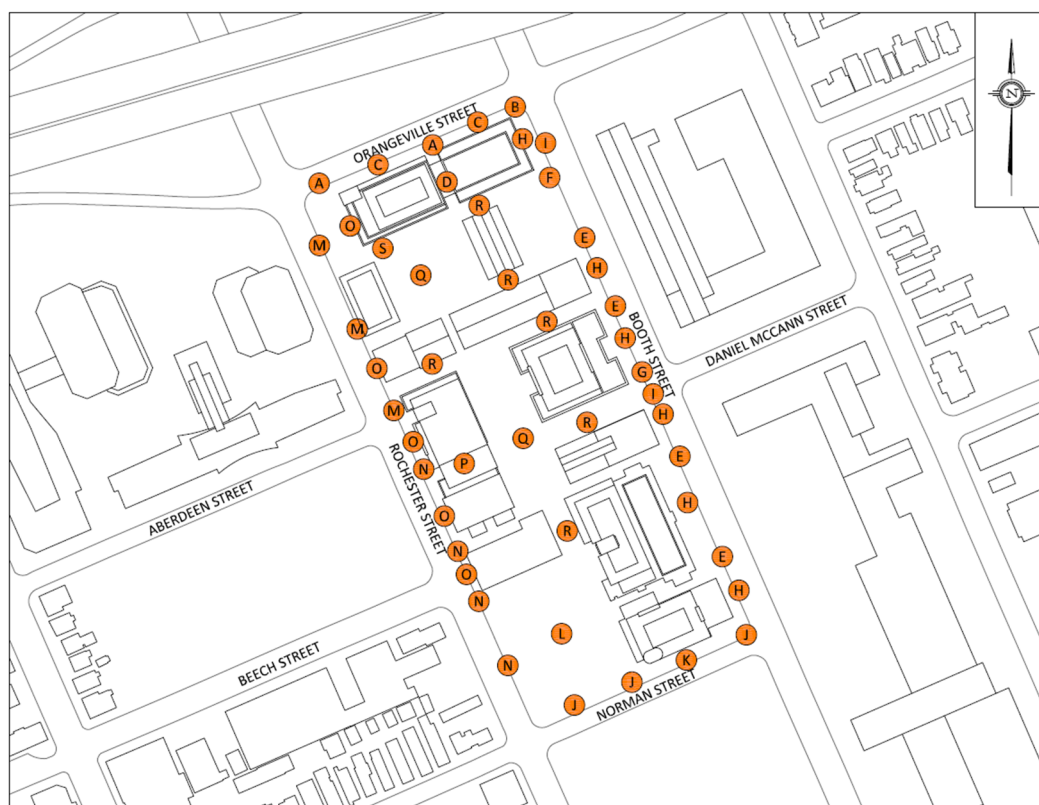 B
C
A
ORANGEVILLE STREET
H
I
C
A
D
F
R
O
M
E
S
H
Q
R
E
R
M
H
BOOTH STREET
DANIEL MCCANN STREET
R
O
G
I
M
H
R
O
Q
E
P
N
ROCHESTER STREET
H
ABERDEEN STREET
O
R
N
E
O
H
N
L
J
BEECH STREET
K
N
J
NORMAN STREET
J
N